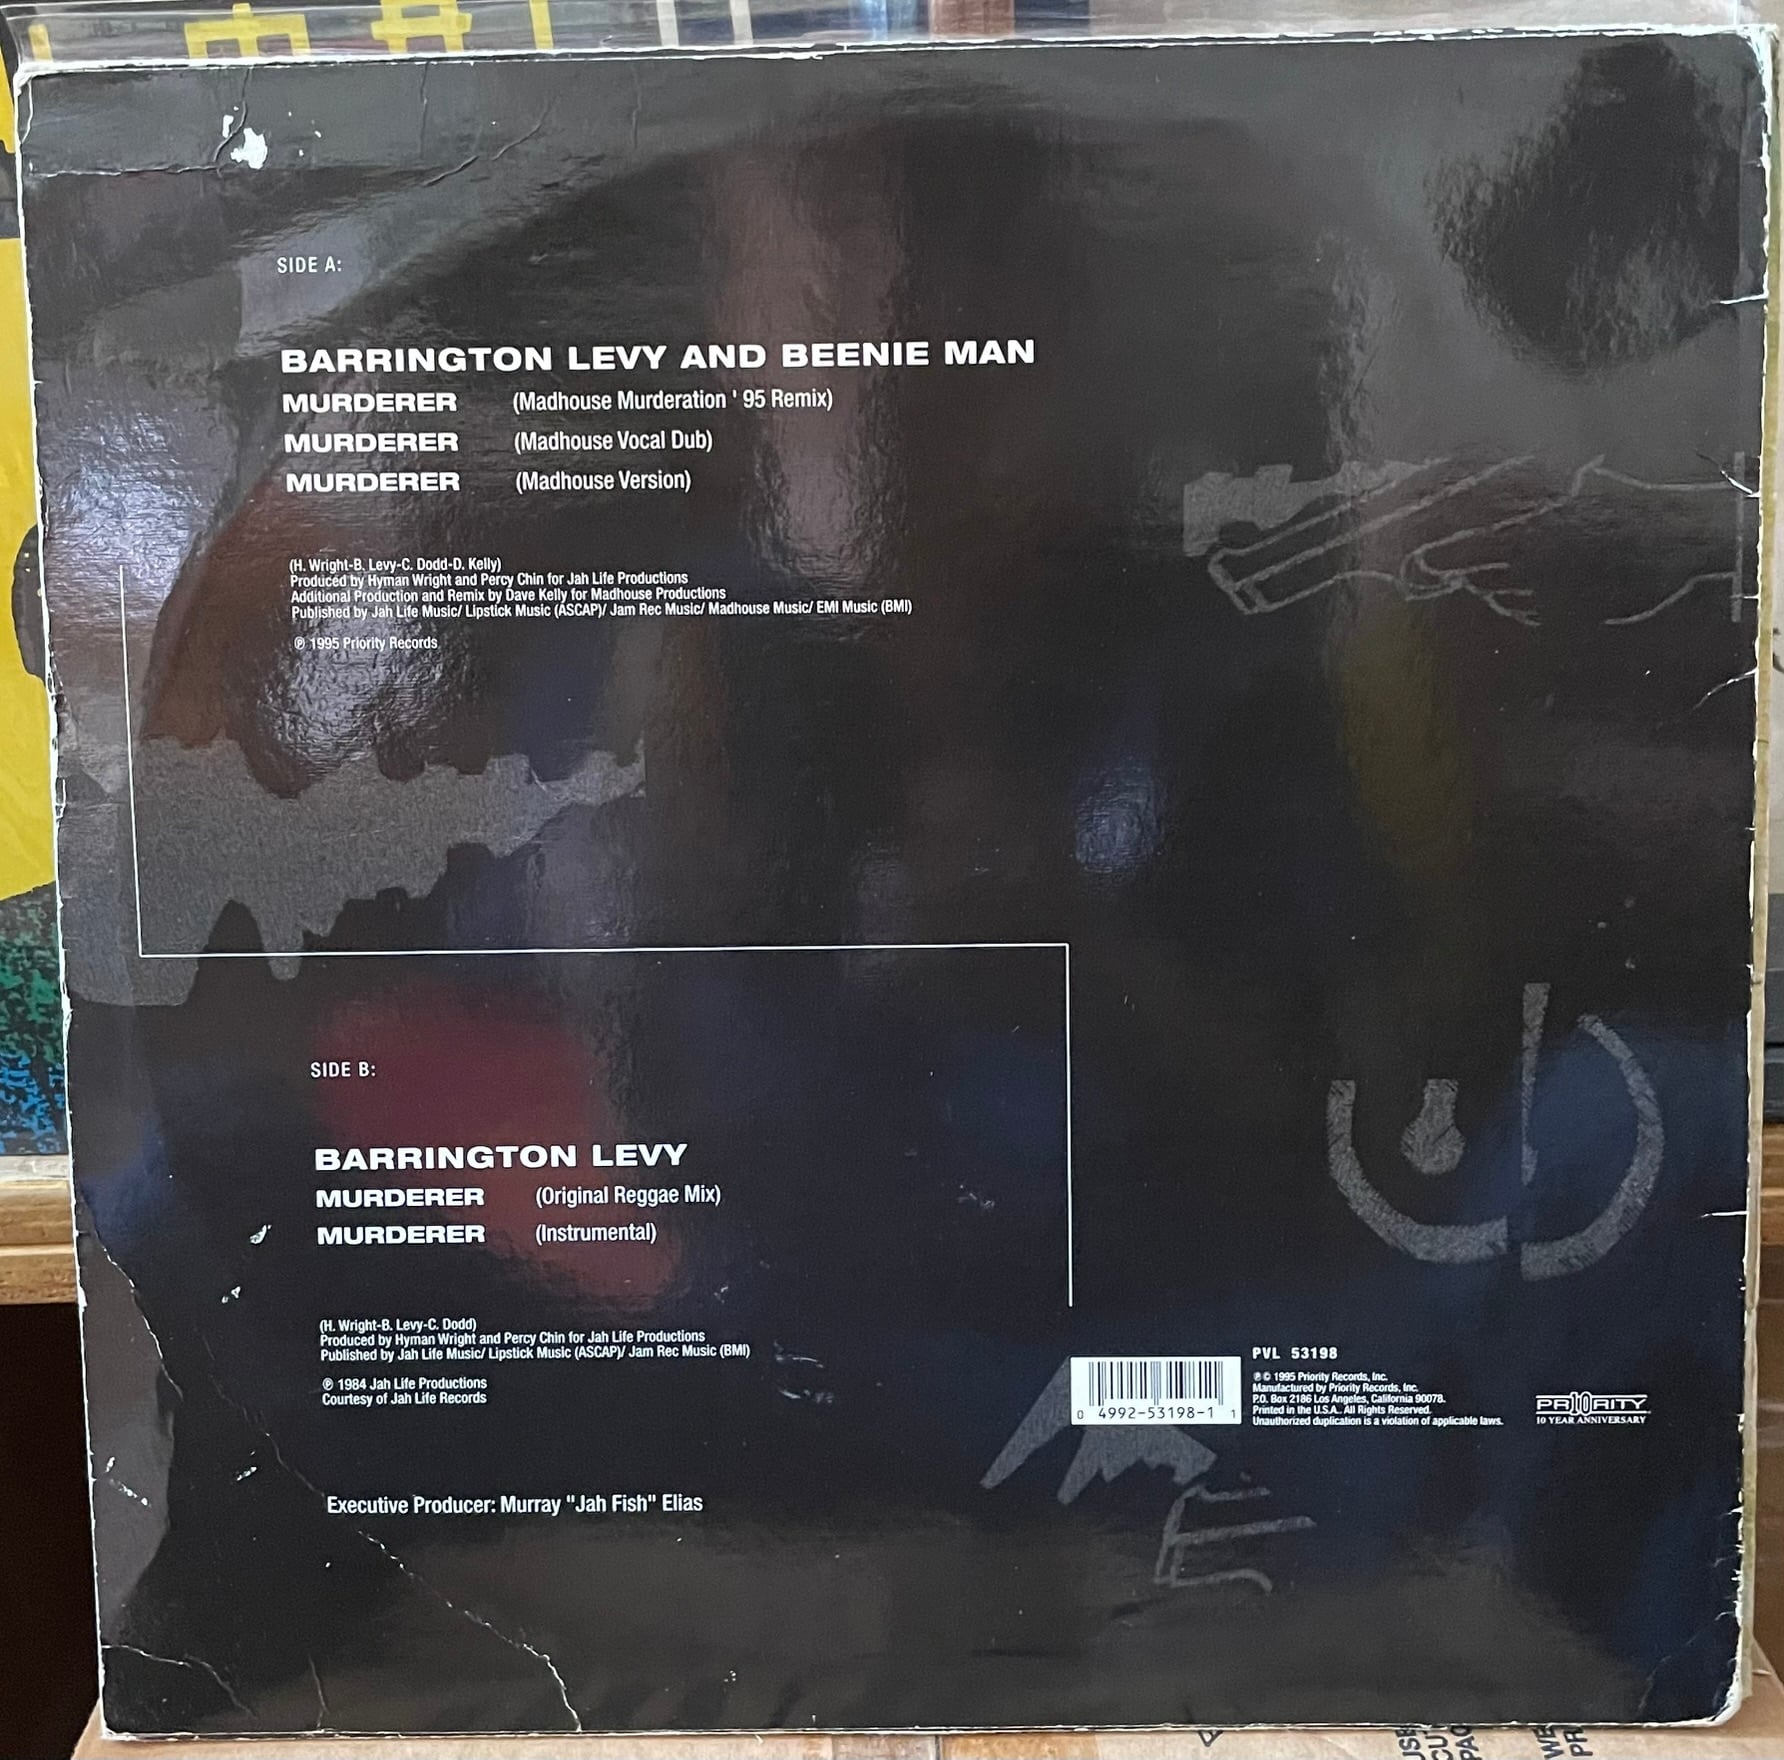 SIDE A:
BARRINGTON LEVY AND BEENIE MAN
MURDERER (Madhouse Murderation ' 95 Remix)
MURDERER (Madhouse Vocal Dub)
MURDERER (Madhouse Version)
(H. Wright-B. Levy-C. Dodd-D. Kelly)
Produced by Hyman Wright and Percy Chin for Jah Life Productions
Additional Production and Remix by Dave Kelly for Madhouse Productions
Published by Jah Life Music/ Lipstick Music (ASCAP)/ Jam Rec Music/ Madhouse Music/ EMI Music (BMI)
℗ 1995 Priority Records
SIDE B:
BARRINGTON LEVY
MURDERER (Original Reggae Mix)
MURDERER (Instrumental)
(H. Wright-B. Levy-C. Dodd)
Produced by Hyman Wright and Percy Chin for Jah Life Productions
Published by Jah Life Music/ Lipstick Music (ASCAP)/ Jam Rec Music (BMI)
℗ 1984 Jah Life Productions
Courtesy of Jah Life Records
Executive Producer: Murray "Jah Fish" Elias
0 4992-53198-1 1
PVL 53198
℗© 1995 Priority Records, Inc.
Manufactured by Priority Records, Inc.
P.O. Box 2186 Los Angeles, California 90078.
Printed in the U.S.A. All Rights Reserved.
Unauthorized duplication is a violation of applicable laws.
PR10RITY
10 YEAR ANNIVERSARY